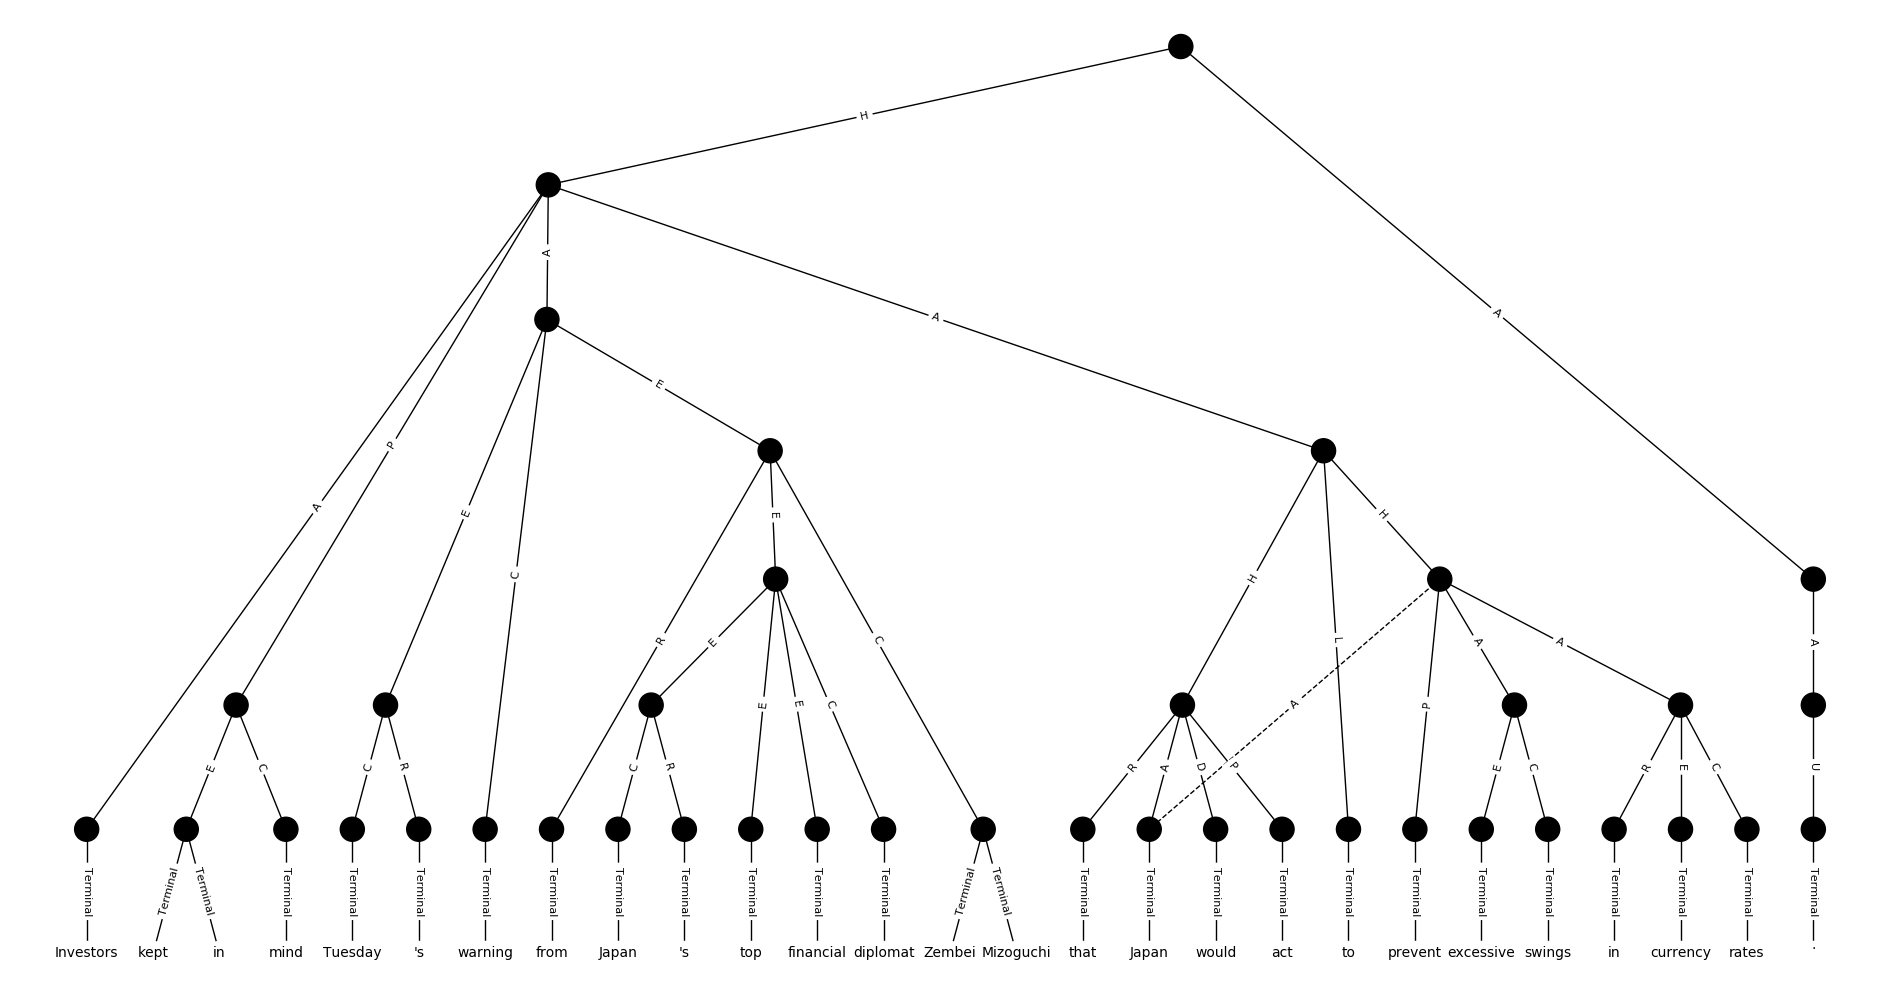 H
A
A
A
E
P
A
E
C
E
H
R
E
C
H
L
A
A
A
E
E
E
C
A
P
E
C
C
R
C
R
R
A
D
P
E
C
R
E
C
U
Terminal Terminal Terminal Terminal Terminal Terminal Terminal Terminal Terminal Terminal Terminal Terminal Terminal Terminal Terminal Terminal Terminal Terminal Terminal Terminal Terminal Terminal Terminal Terminal Terminal Terminal Terminal
Investors kept in mind Tuesday 's warning from Japan 's top financial diplomat Zembei Mizoguchi that Japan would act to prevent excessive swings in currency rates .